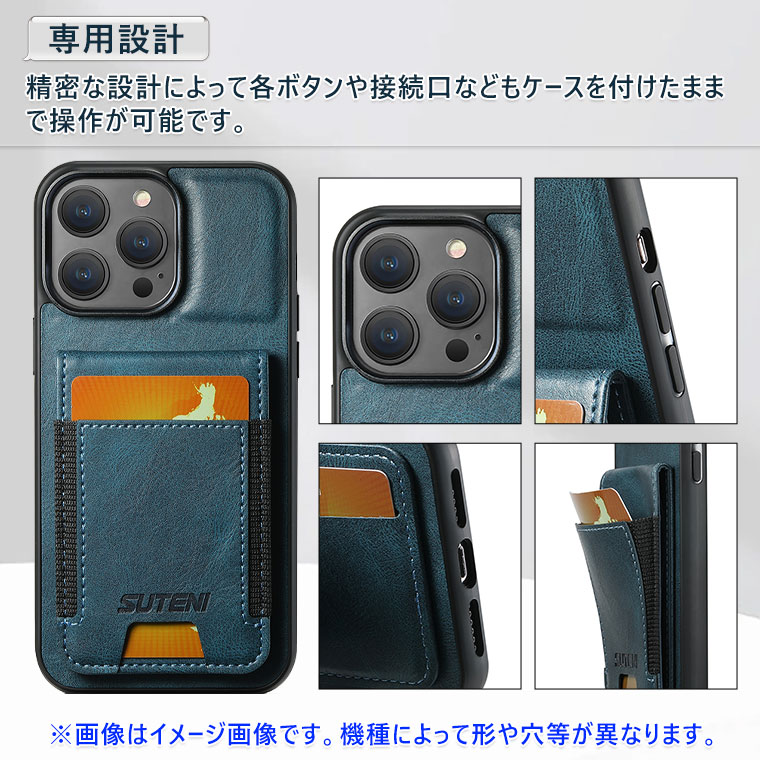 専用設計
精密な設計によって各ボタンや接続口などもケースを付けたまま
で操作が可能です。
SUTENI
SUTENI
※画像はイメージ画像です。機種によって形や穴等が異なります。